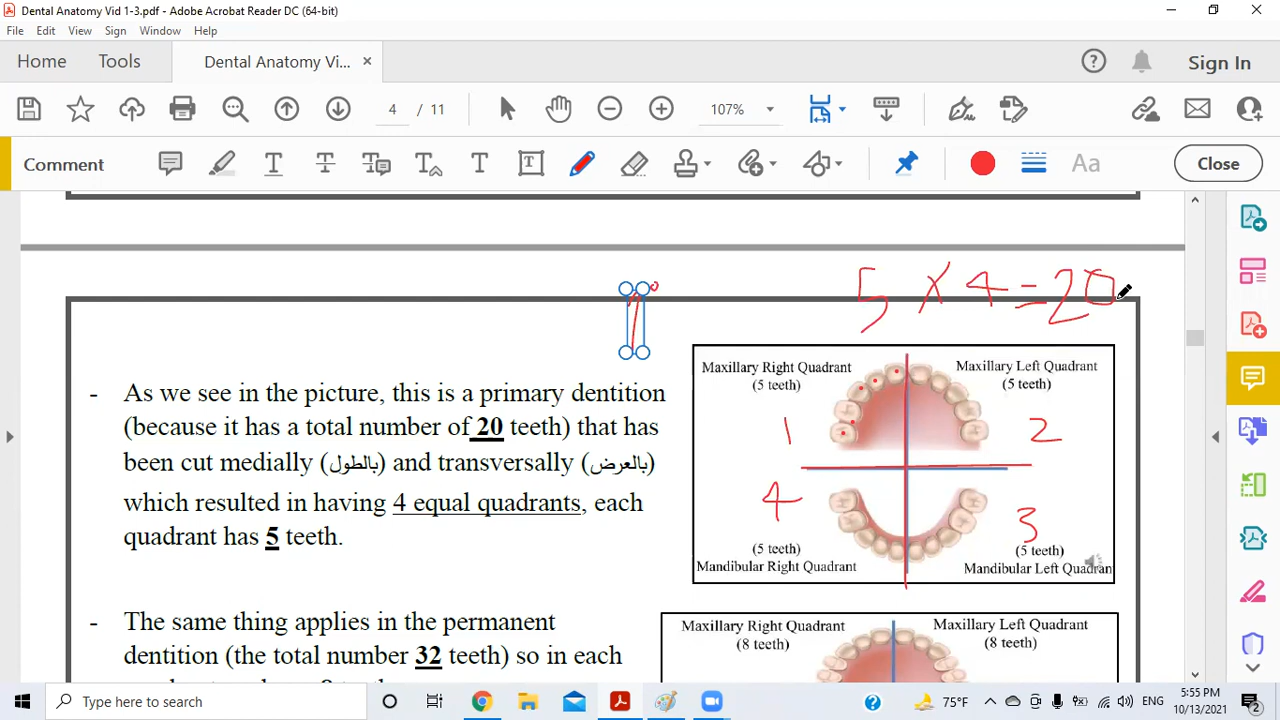 Dental Anatomy Vid 1-3.pdf - Adobe Acrobat Reader DC (64-bit)
File Edit View Sign Window Help
Home Tools Dental Anatomy Vi... × Sign In
4 / 11 107%
Comment T T T T T T Aa Close
5 × 4 = 20
Maxillary Right Quadrant
(5 teeth)
Maxillary Left Quadrant
(5 teeth)
1 2
4 3
(5 teeth)
Mandibular Right Quadrant
(5 teeth)
Mandibular Left Quadran
- As we see in the picture, this is a primary dentition
(because it has a total number of 20 teeth) that has
been cut medially (بالطول) and transversally (بالعرض)
which resulted in having 4 equal quadrants, each
quadrant has 5 teeth.
- The same thing applies in the permanent
dentition (the total number 32 teeth) so in each
Maxillary Right Quadrant
(8 teeth)
Maxillary Left Quadrant
(8 teeth)
Type here to search
75°F ENG
5:55 PM
10/13/2021
2